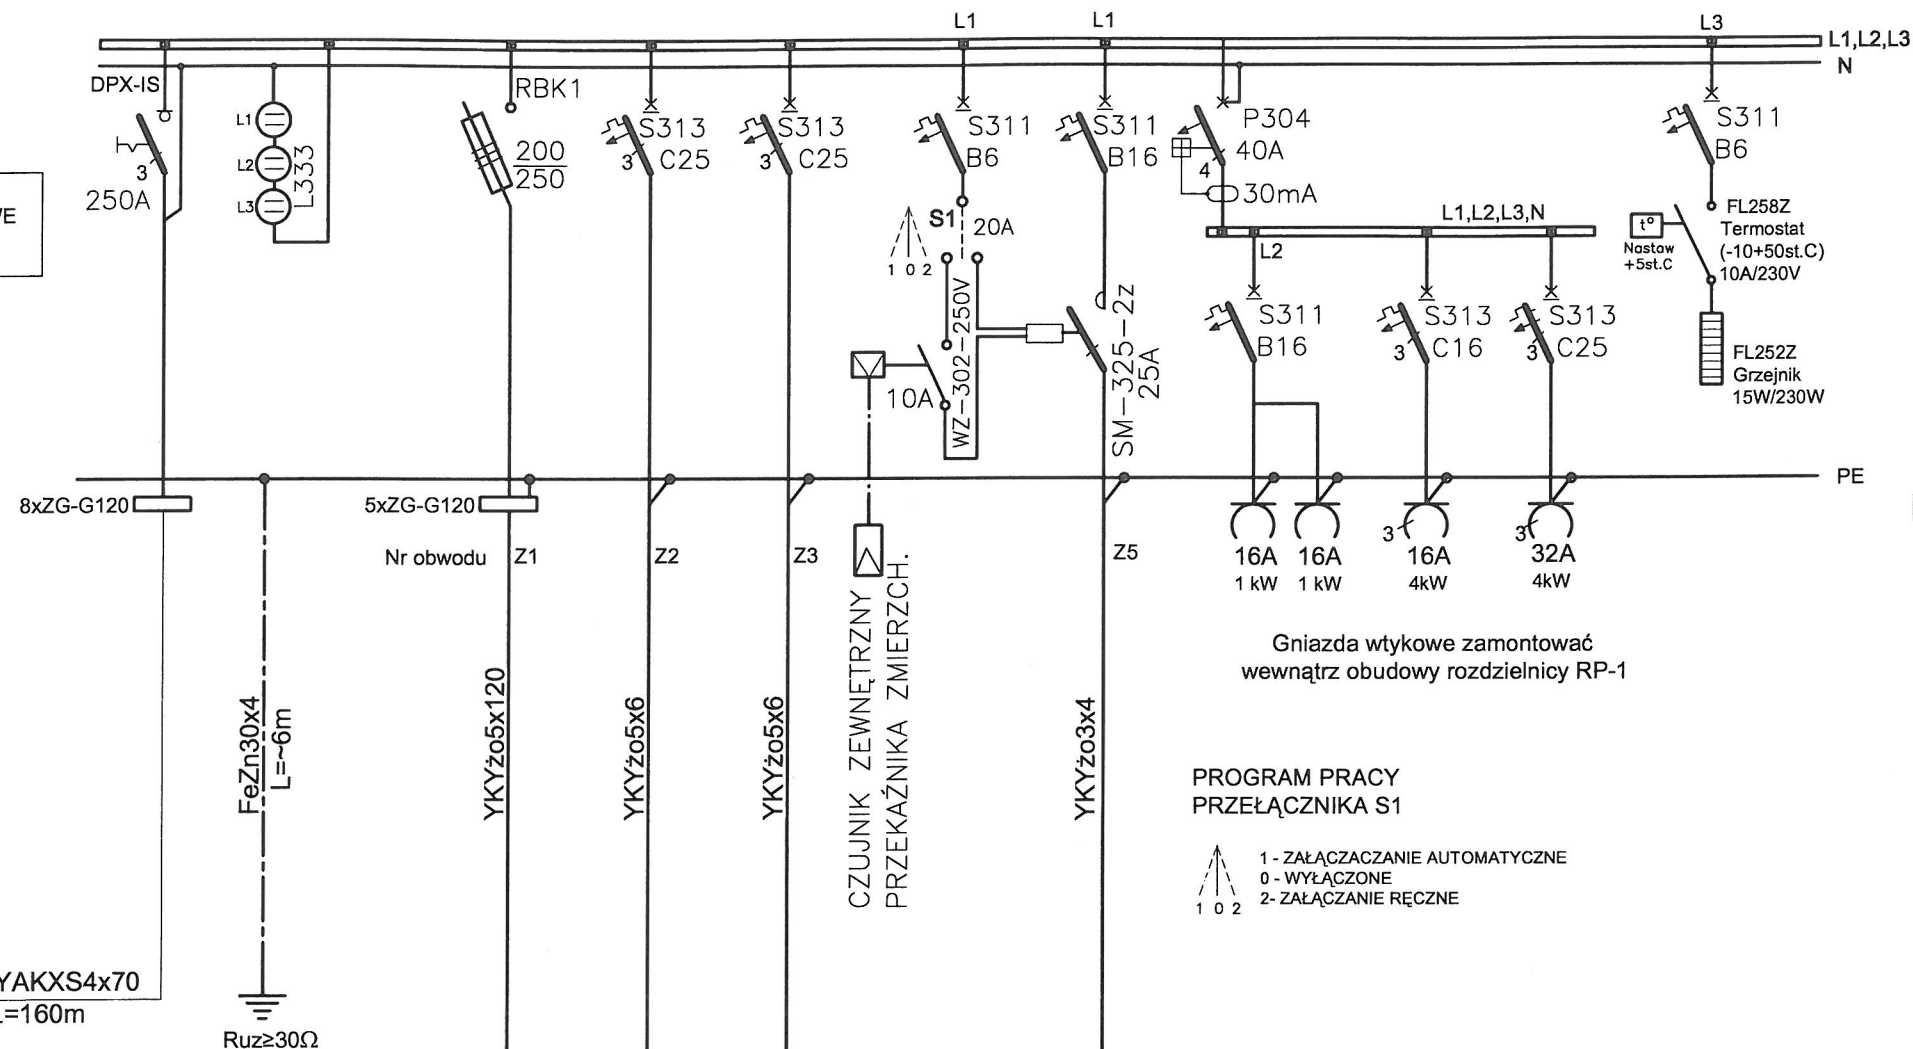 L1
L1
L3
L1,L2,L3
N
DPX-IS
3
250A
L1
L2
L3
L333
RBK1
200
250
S313
3
C25
S313
3
C25
S311
B6
S1
20A
1 0 2
WZ-302-250V
10A
S311
B16
SM-325-2z
25A
P304
40A
4
30mA
L1,L2,L3,N
L2
S311
B16
S313
3
C16
S313
3
C25
S311
B6
t°
Nastaw
+5st.C
FL258Z
Termostat
(-10+50st.C)
10A/230V
FL252Z
Grzejnik
15W/230W
PE
8xZG-G120
5xZG-G120
Nr obwodu
Z1
Z2
Z3
Z5
16A
1 kW
16A
1 kW
3
16A
4kW
3
32A
4kW
CZUJNIK ZEWNĘTRZNY
PRZEKAŹNIKA ZMIERZCH.
Gniazda wtykowe zamontować
wewnątrz obudowy rozdzielnicy RP-1
FeZn30x4
L=~6m
YKYżo5x120
YKYżo5x6
YKYżo5x6
YKYżo3x4
PROGRAM PRACY
PRZEŁĄCZNIKA S1
1 0 2
1 - ZAŁĄCZACZANIE AUTOMATYCZNE
0 - WYŁĄCZONE
2- ZAŁĄCZANIE RĘCZNE
YAKXS4x70
=160m
Ruz≥30Ω